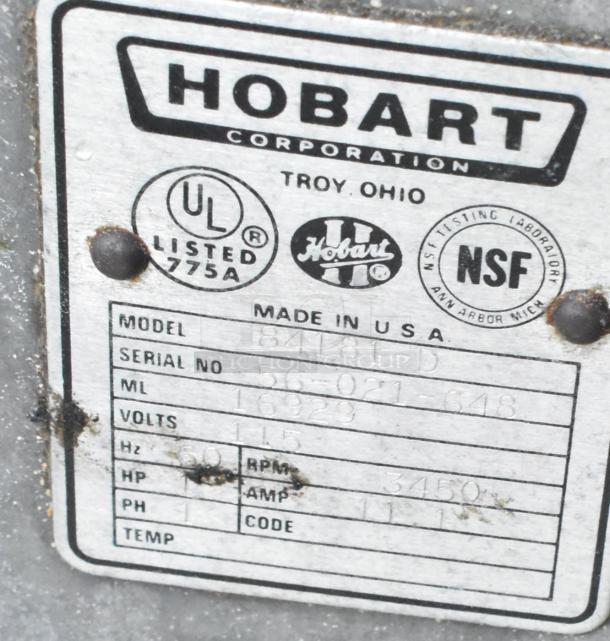 HOBART
CORPORATION
TROY. OHIO
UL
®
LISTED
775A
Hobart
®
N.S.F. TESTING LABORATORY
NSF
ANN ARBOR MICH
MADE IN U S A
MODEL 84181 D
SERIAL NO 56-021-648
ML 16929
VOLTS 115
Hz 60 RPM 3450
HP 1 AMP 11.1
PH 1 CODE
TEMP